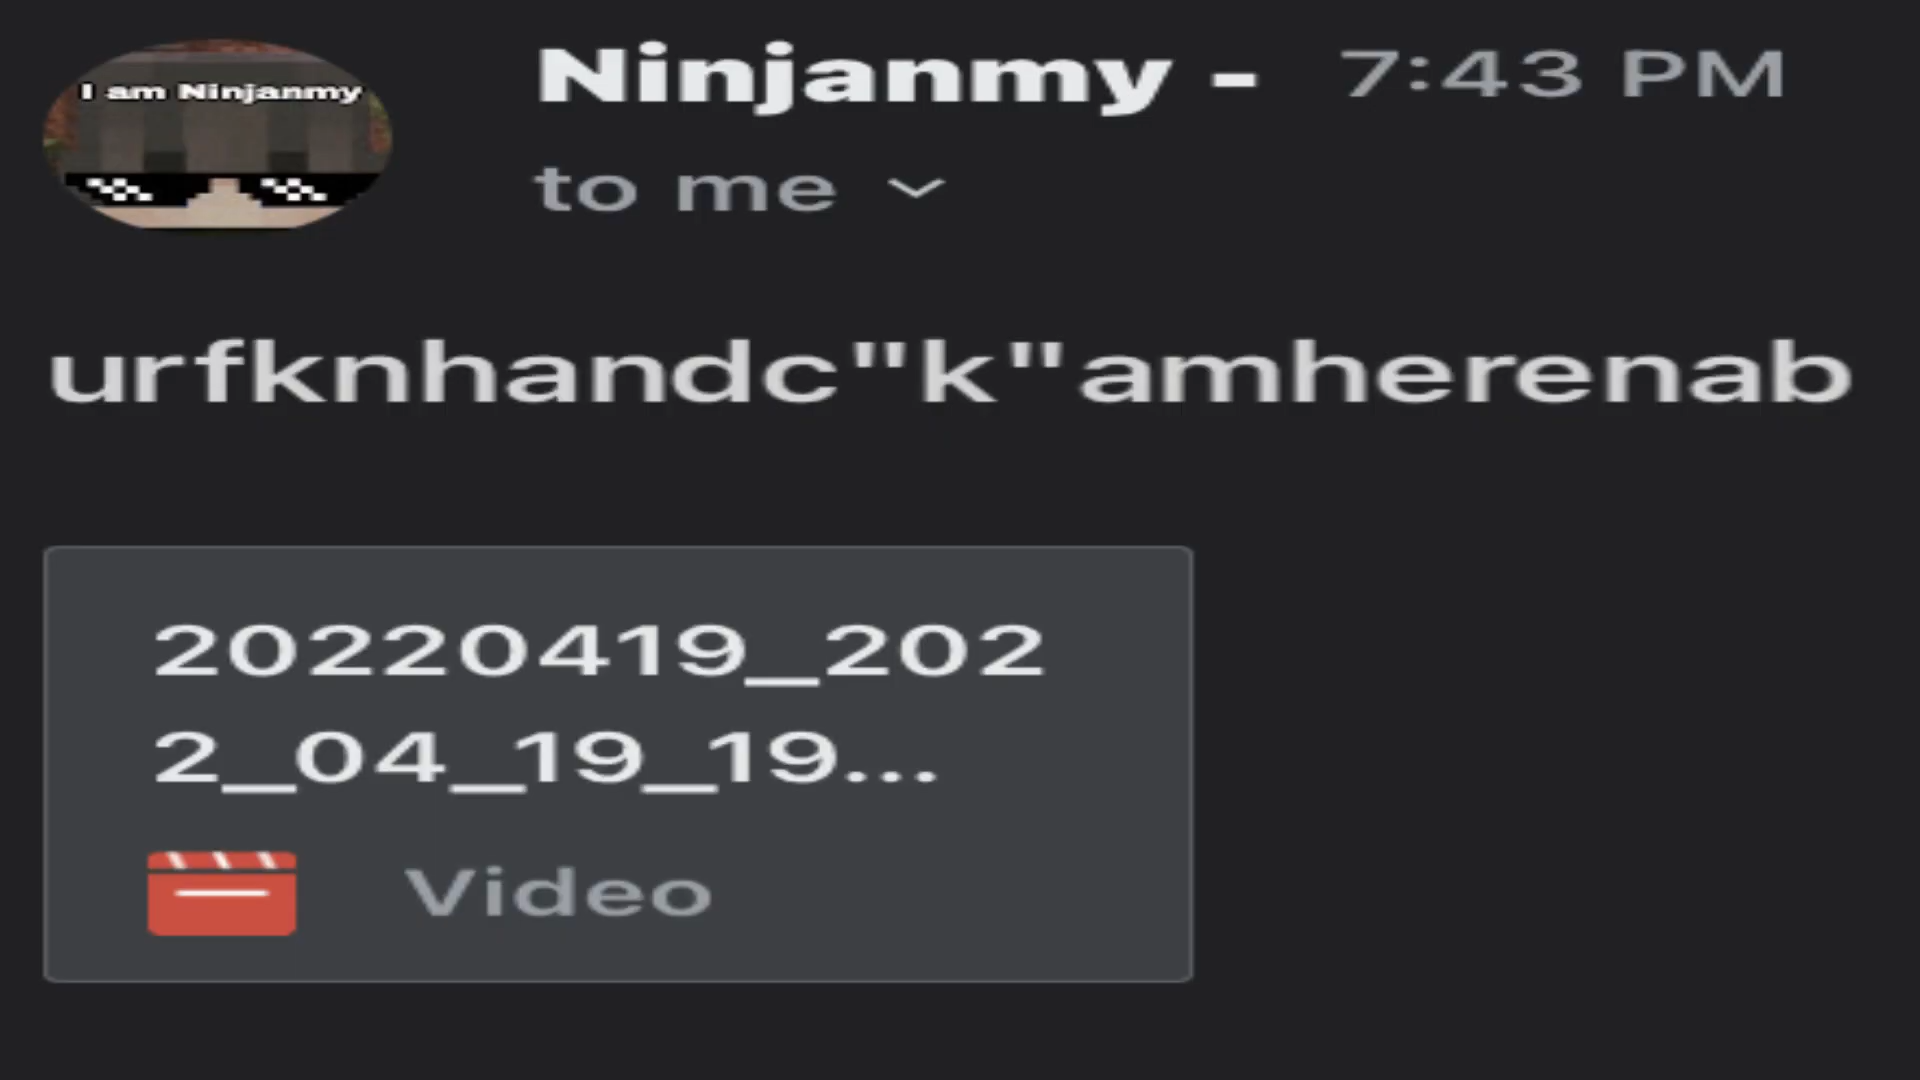 I am Ninjanmy
Ninjanmy - 7:43 PM
to me
urfknhandc"k"amherenab
20220419_202
2_04_19_19...
Video